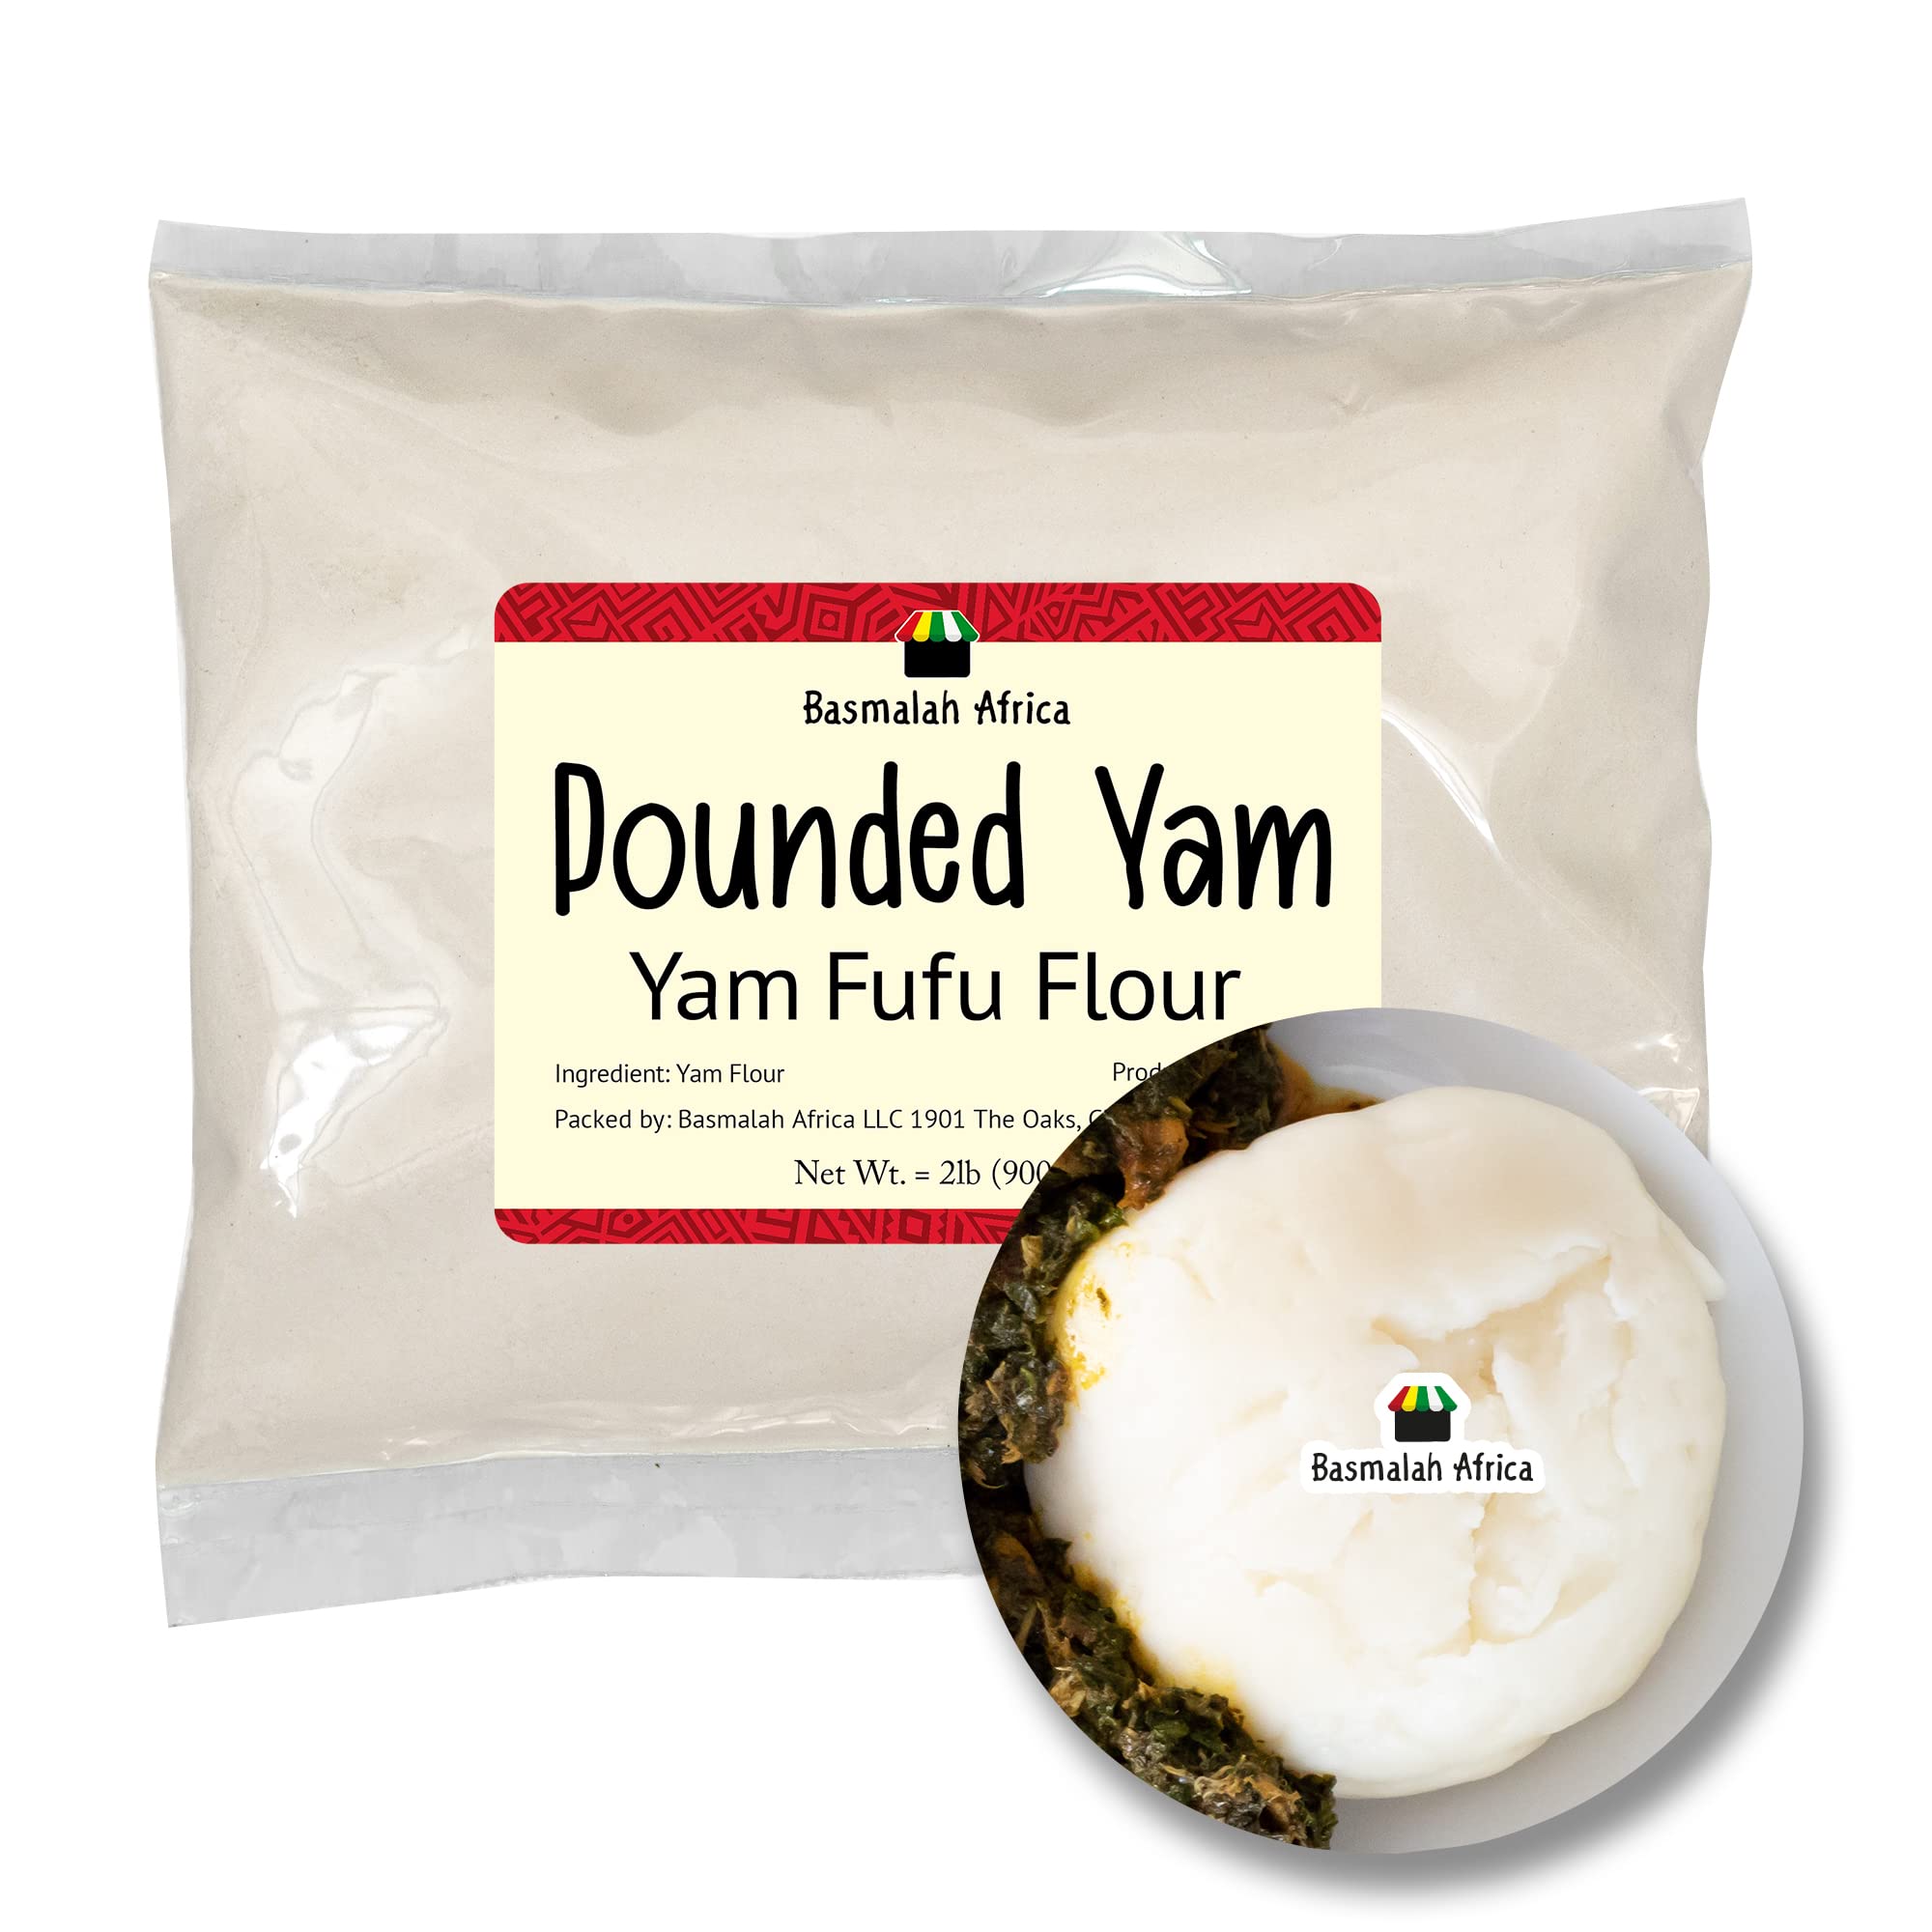 Basmalah Africa
Pounded Yam
Yam Fufu Flour
Ingredient: Yam Flour
Packed by: Basmalah Africa LLC 1901 The Oaks,
Net Wt. = 2lb (900
Basmalah Africa